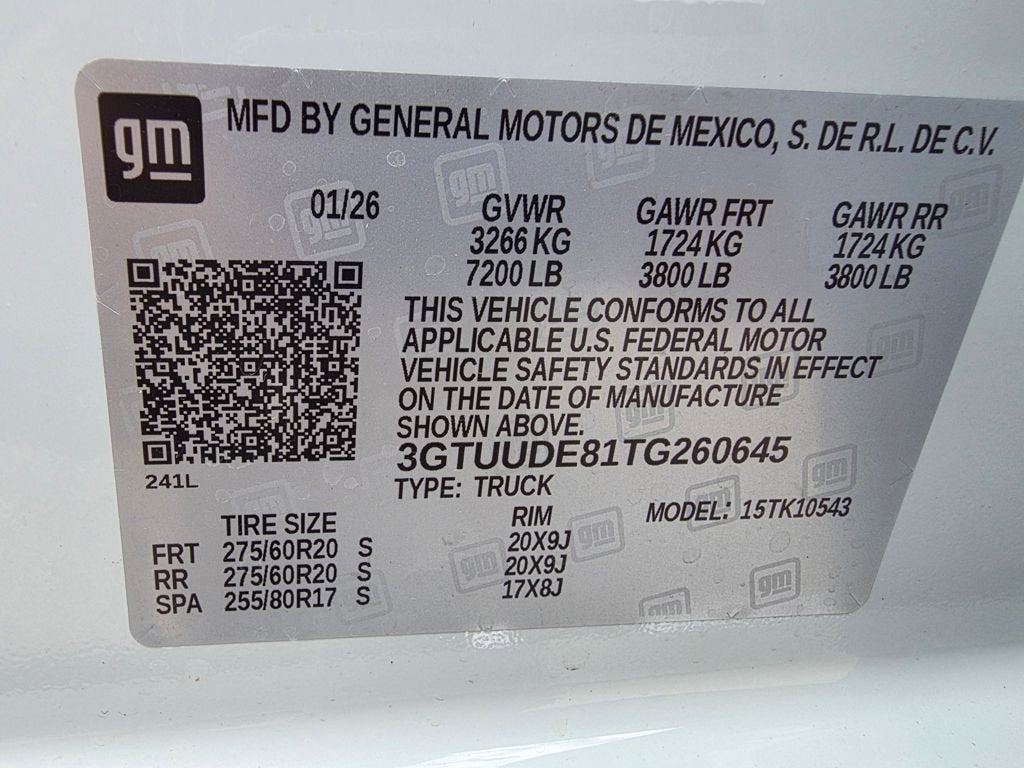 gm
MFD BY GENERAL MOTORS DE MEXICO, S. DE R.L. DE C.V.
01/26 GVWR GAWR FRT GAWR RR
3266 KG 1724 KG 1724 KG
7200 LB 3800 LB 3800 LB
THIS VEHICLE CONFORMS TO ALL
APPLICABLE U.S. FEDERAL MOTOR
VEHICLE SAFETY STANDARDS IN EFFECT
ON THE DATE OF MANUFACTURE
SHOWN ABOVE.
3GTUUDE81TG260645
241L
TYPE: TRUCK
TIRE SIZE RIM MODEL: 15TK10543
FRT 275/60R20 S 20X9J
RR 275/60R20 S 20X9J
SPA 255/80R17 S 17X8J